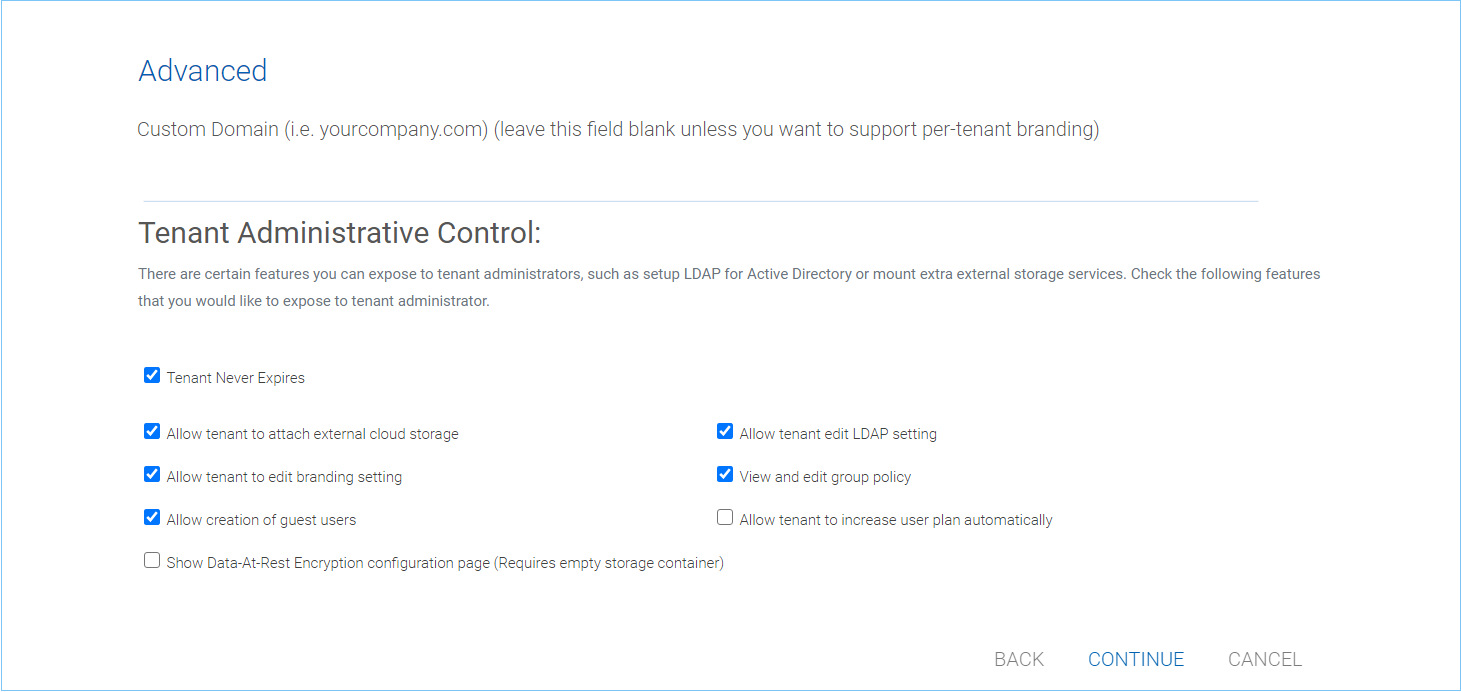 Advanced
Custom Domain (i.e. yourcompany.com) (leave this field blank unless you want to support per-tenant branding)
Tenant Administrative Control:
There are certain features you can expose to tenant administrators, such as setup LDAP for Active Directory or mount extra external storage services. Check the following features
that you would like to expose to tenant administrator.
Tenant Never Expires
Allow tenant to attach external cloud storage
Allow tenant edit LDAP setting
Allow tenant to edit branding setting
View and edit group policy
Allow creation of guest users
Allow tenant to increase user plan automatically
Show Data-At-Rest Encryption configuration page (Requires empty storage container)
BACK CONTINUE CANCEL